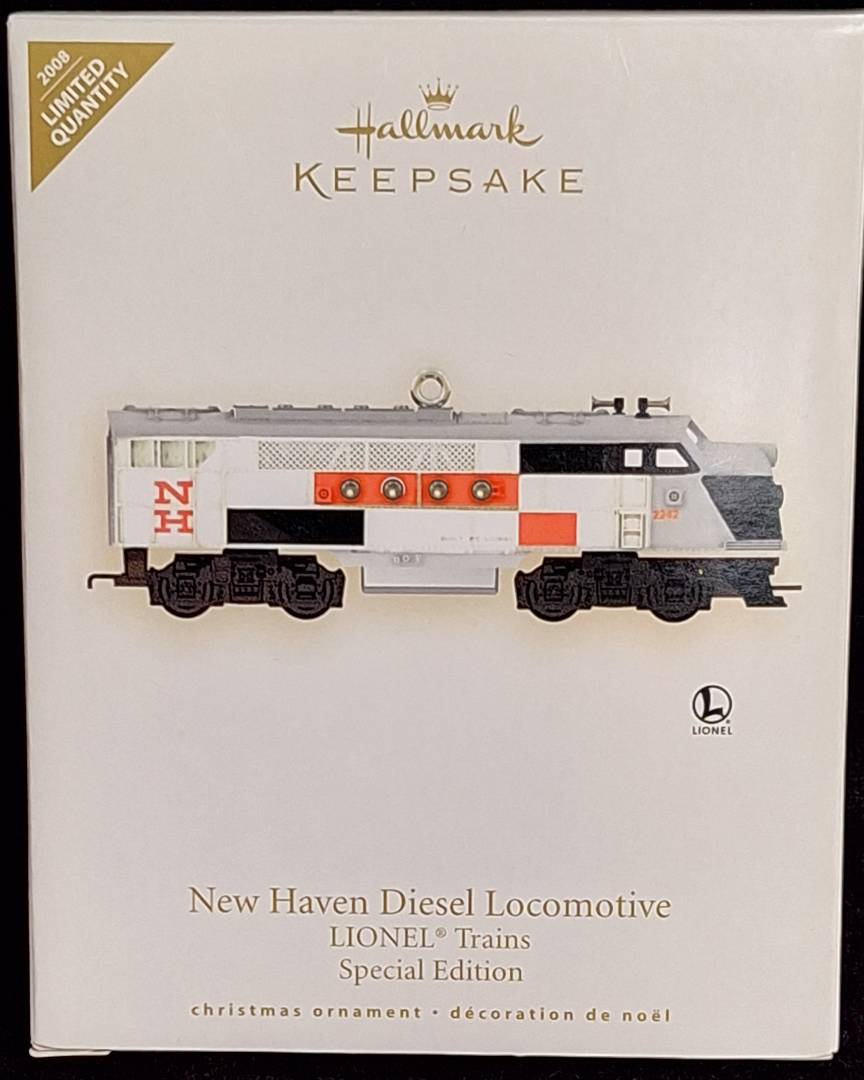 2008
LIMITED
QUANTITY
Hallmark
KEEPSAKE
NH
2242
L
LIONEL
New Haven Diesel Locomotive
LIONEL® Trains
Special Edition
christmas ornament • décoration de noël